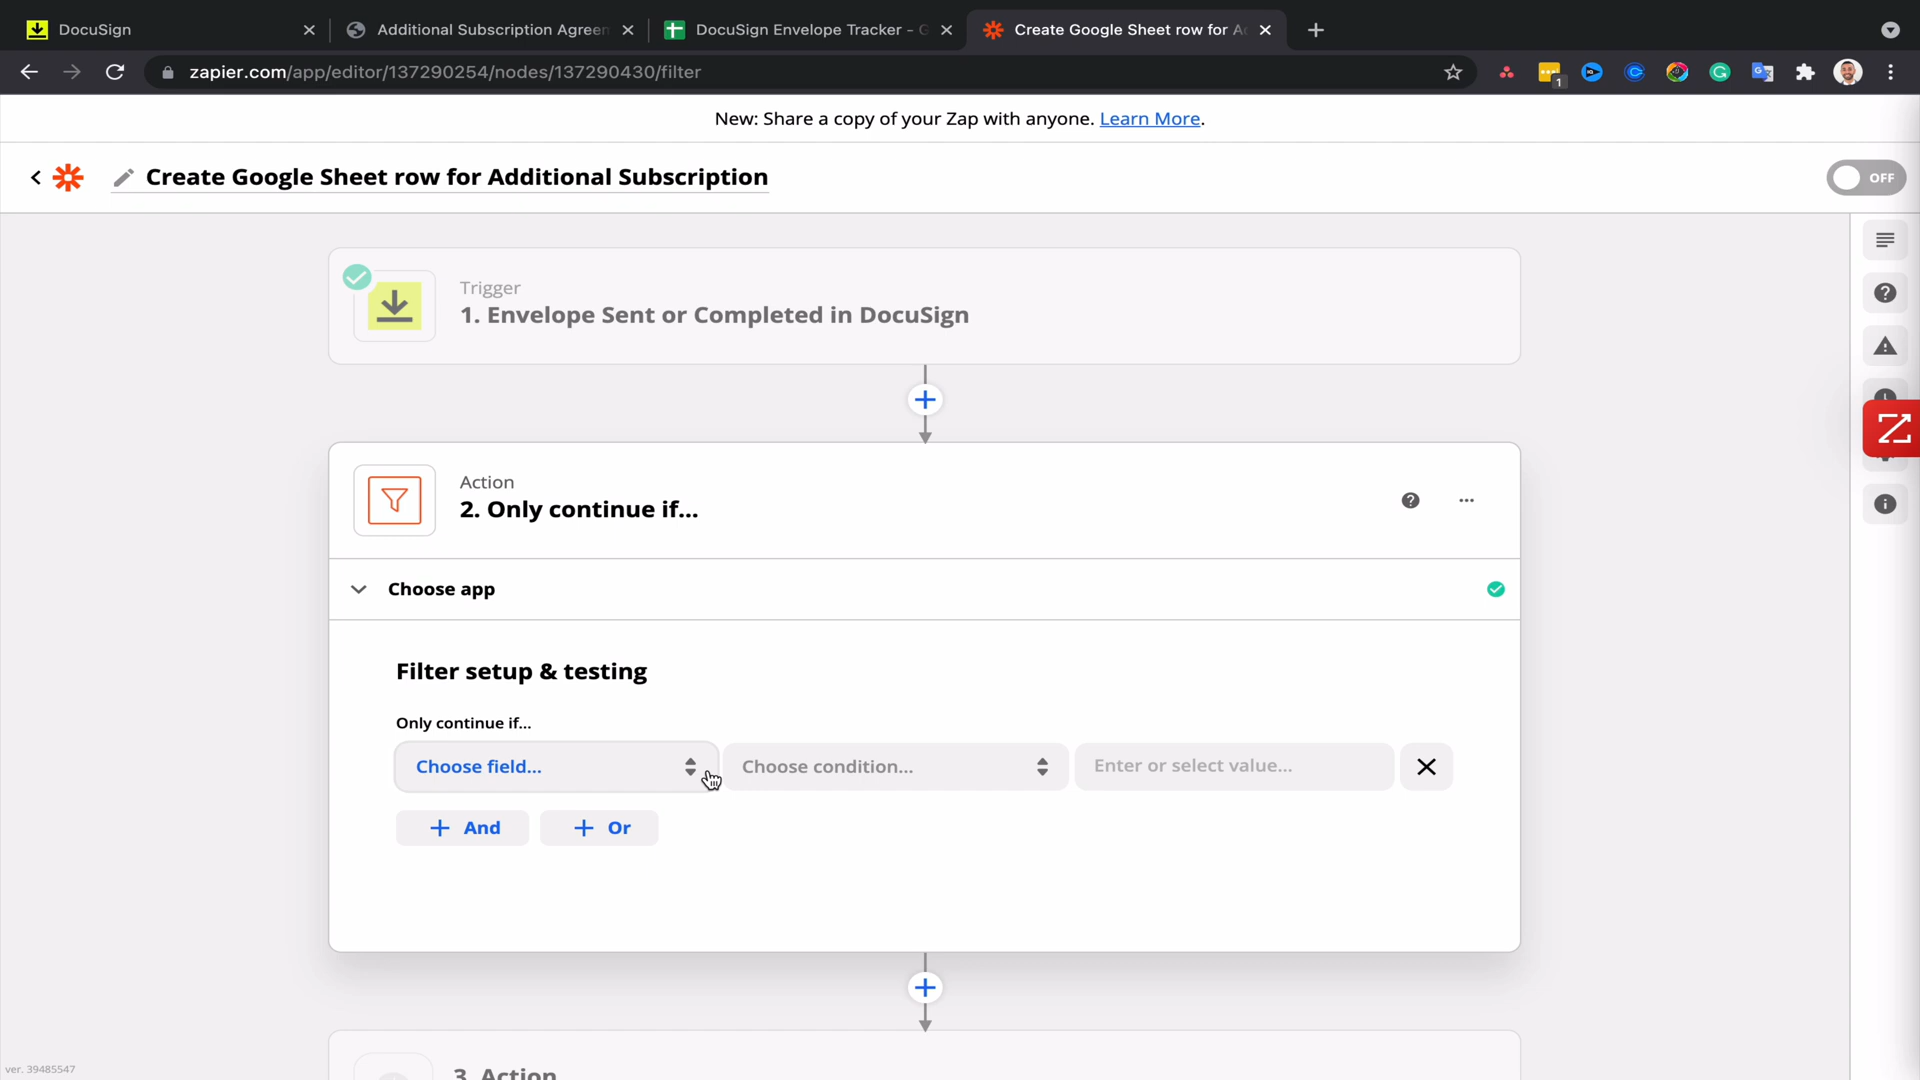 DocuSign
Additional Subscription Agreem
DocuSign Envelope Tracker - G
Create Google Sheet row for Ad
zapier.com/app/editor/137290254/nodes/137290430/filter
1
New: Share a copy of your Zap with anyone. Learn More.
Create Google Sheet row for Additional Subscription
OFF
Trigger
1. Envelope Sent or Completed in DocuSign
Action
2. Only continue if...
Choose app
Filter setup & testing
Only continue if...
Choose field...
Choose condition...
Enter or select value...
And
Or
3. Action
ver. 39485547